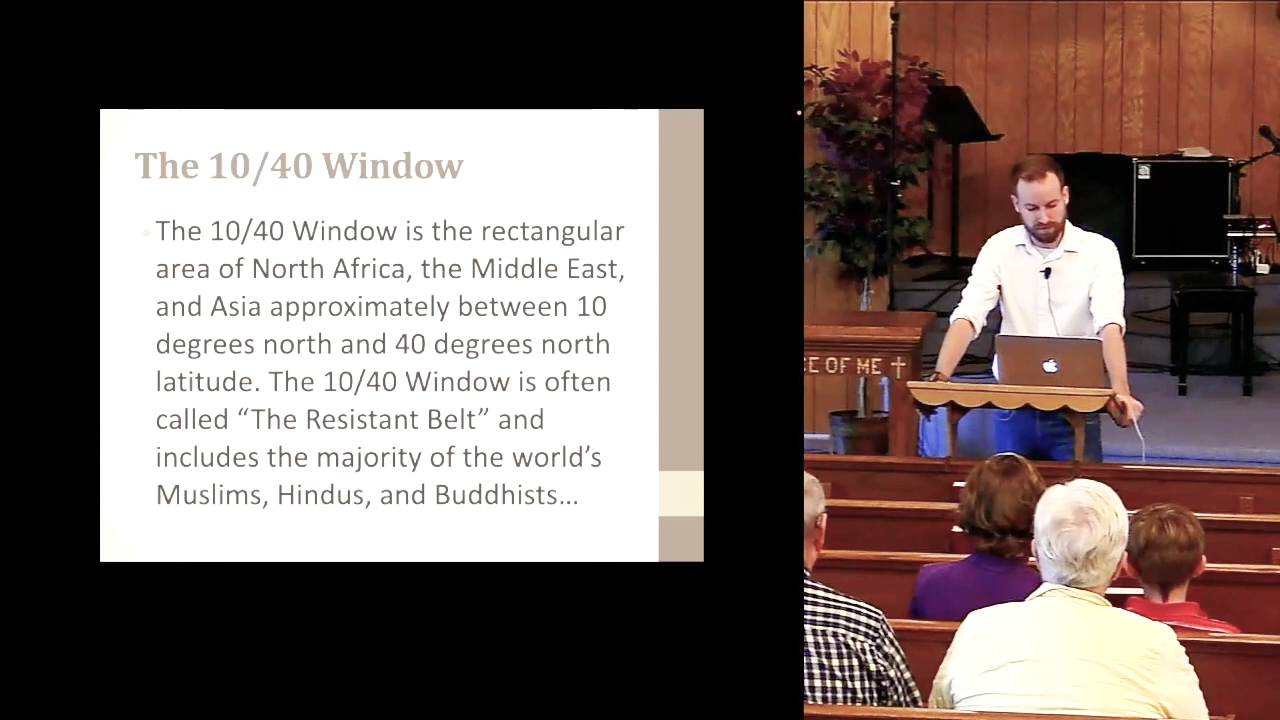 The 10/40 Window
The 10/40 Window is the rectangular
area of North Africa, the Middle East,
and Asia approximately between 10
degrees north and 40 degrees north
latitude. The 10/40 Window is often
called “The Resistant Belt” and
includes the majority of the world’s
Muslims, Hindus, and Buddhists...
CE OF ME